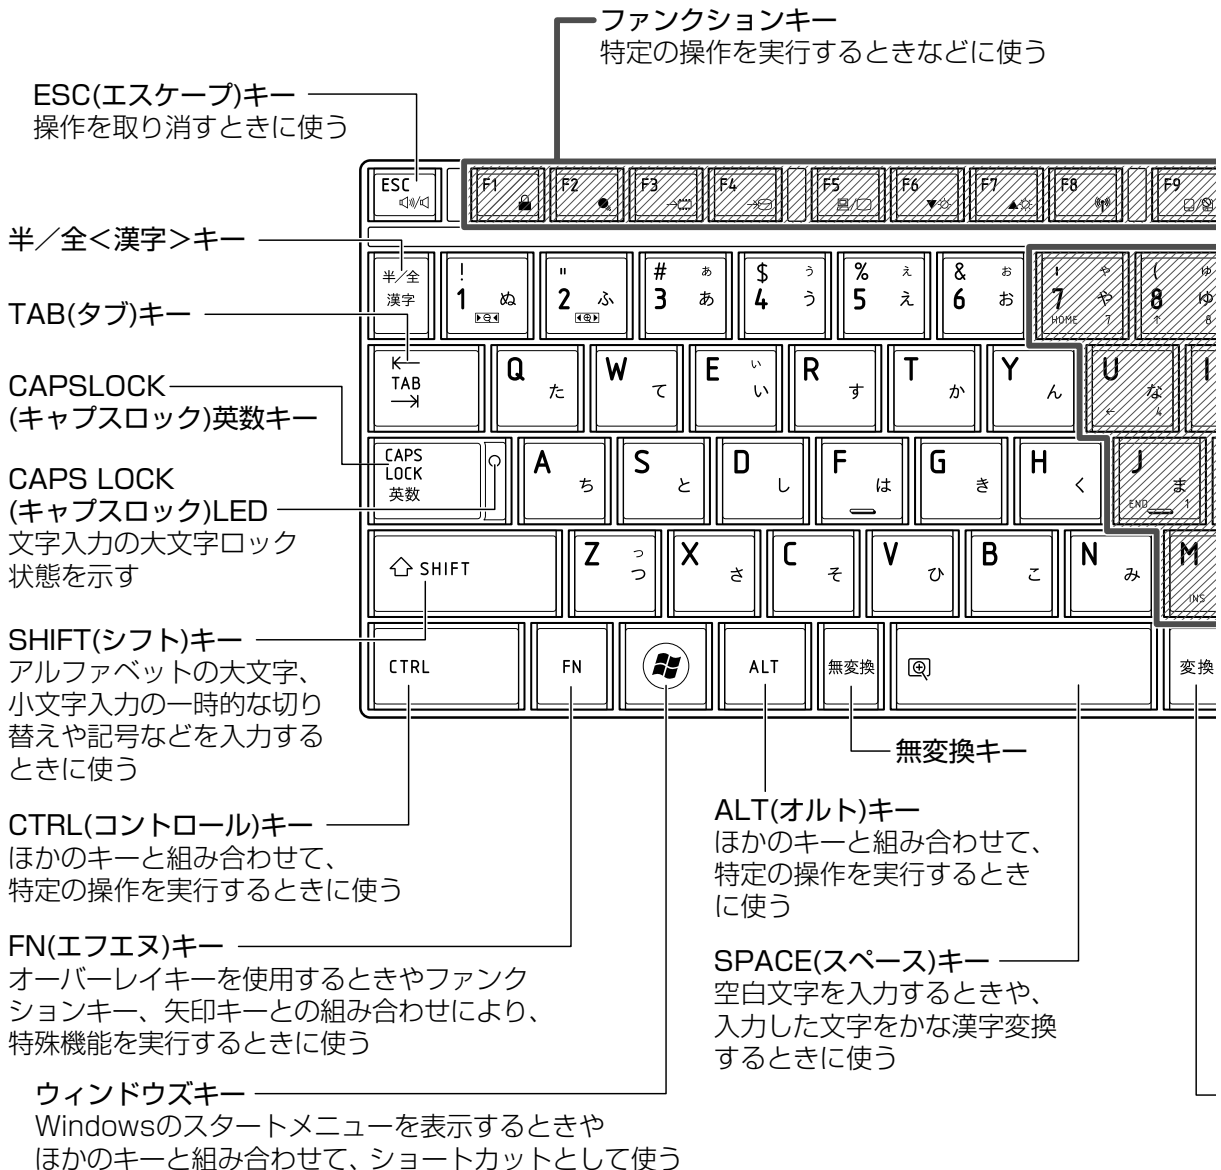 ファンクションキー
特定の操作を実行するときなどに使う
ESC(エスケープ)キー
操作を取り消すときに使う
ESC F1 F2 F3 F4 F5 F6 F7 F8 F9
半／全＜漢字＞キー
半／全 ! " # ぁ $ ぅ % ぇ & ぉ ' ゃ ( ゅ
漢字 1 ぬ 2 ふ 3 あ 4 う 5 え 6 お 7 や 8 ゆ
HOME 7 ↑ 8
TAB(タブ)キー
TAB Q た W て E ぃ い R す T か Y ん U な I
← 4
CAPSLOCK
(キャプスロック)英数キー
CAPS
LOCK
英数
A ち S と D し F は G き H く J ま
END 1
CAPS LOCK
(キャプスロック)LED
文字入力の大文字ロック
状態を示す
SHIFT Z っ つ X さ C そ V ひ B こ N み M
INS
SHIFT(シフト)キー
アルファベットの大文字、
小文字入力の一時的な切り
替えや記号などを入力する
ときに使う
CTRL FN ALT 無変換 変換
無変換キー
CTRL(コントロール)キー
ほかのキーと組み合わせて、
特定の操作を実行するときに使う
ALT(オルト)キー
ほかのキーと組み合わせて、
特定の操作を実行するとき
に使う
FN(エフエヌ)キー
オーバーレイキーを使用するときやファンク
ションキー、矢印キーとの組み合わせにより、
特殊機能を実行するときに使う
SPACE(スペース)キー
空白文字を入力するときや、
入力した文字をかな漢字変換
するときに使う
ウィンドウズキー
Windowsのスタートメニューを表示するときや
ほかのキーと組み合わせて、ショートカットとして使う